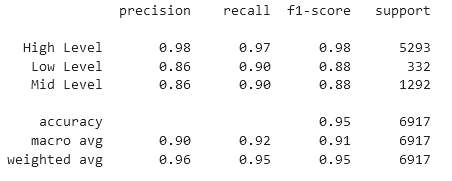 precision recall f1-score support
High Level 0.98 0.97 0.98 5293
Low Level 0.86 0.90 0.88 332
Mid Level 0.86 0.90 0.88 1292
accuracy 0.95 6917
macro avg 0.90 0.92 0.91 6917
weighted avg 0.96 0.95 0.95 6917